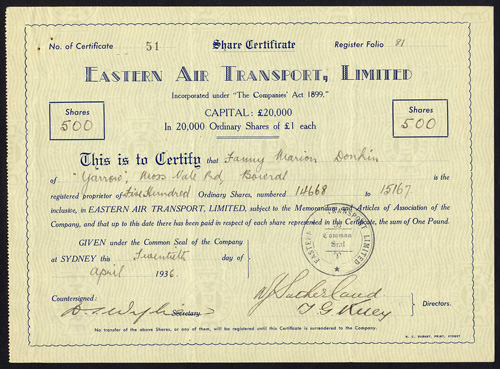 No. of Certificate 51 Share Certificate Register Folio 81
EASTERN AIR TRANSPORT, LIMITED
Incorporated under "The Companies' Act 1899."
CAPITAL: £20,000
In 20,000 Ordinary Shares of £1 each
Shares
500
Shares
500
This is to Certify that Fanny Marion Donkin
of "Yarrow", Moss Vale Rd, Bowral is the
registered proprietor of Five Hundred Ordinary Shares, numbered 14668 to 15167
inclusive, in EASTERN AIR TRANSPORT, LIMITED, subject to the Memorandum and Articles of Association of the
Company, and that up to this date there has been paid in respect of each share represented in this Certificate, the sum of One Pound.
GIVEN under the Common Seal of the Company
at SYDNEY this Twentieth day of
April 1936.
EASTERN AIR TRANSPORT LIMITED
Common
Seal
Countersigned:
Secretary.
Sutherland
Directors.
No transfer of the above Shares, or any of them, will be registered until this Certificate is surrendered to the Company.
PRINT, SYDNEY